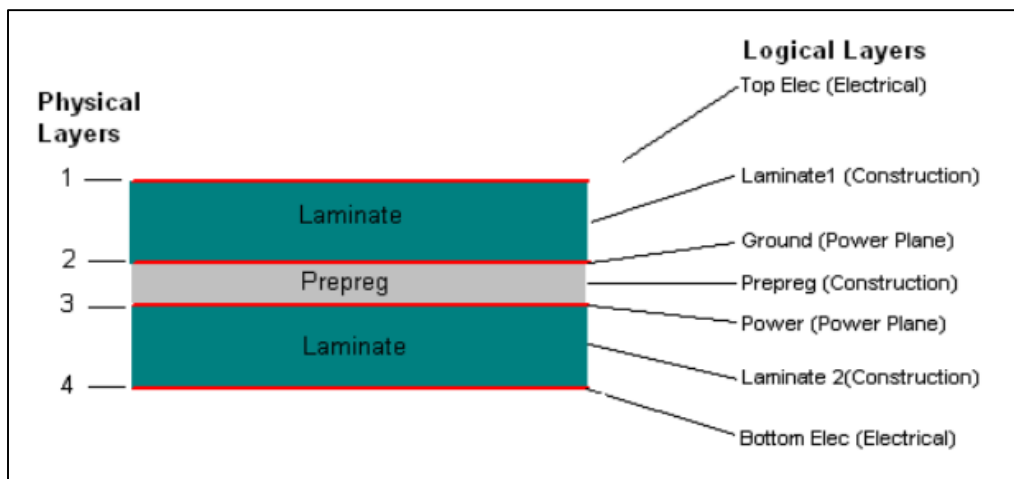 Logical Layers
Top Elec (Electrical)
Physical
Layers
1
Laminate
Laminate1 (Construction)
2
Ground (Power Plane)
Prepreg
Prepreg (Construction)
3
Power (Power Plane)
Laminate
Laminate 2(Construction)
4
Bottom Elec (Electrical)